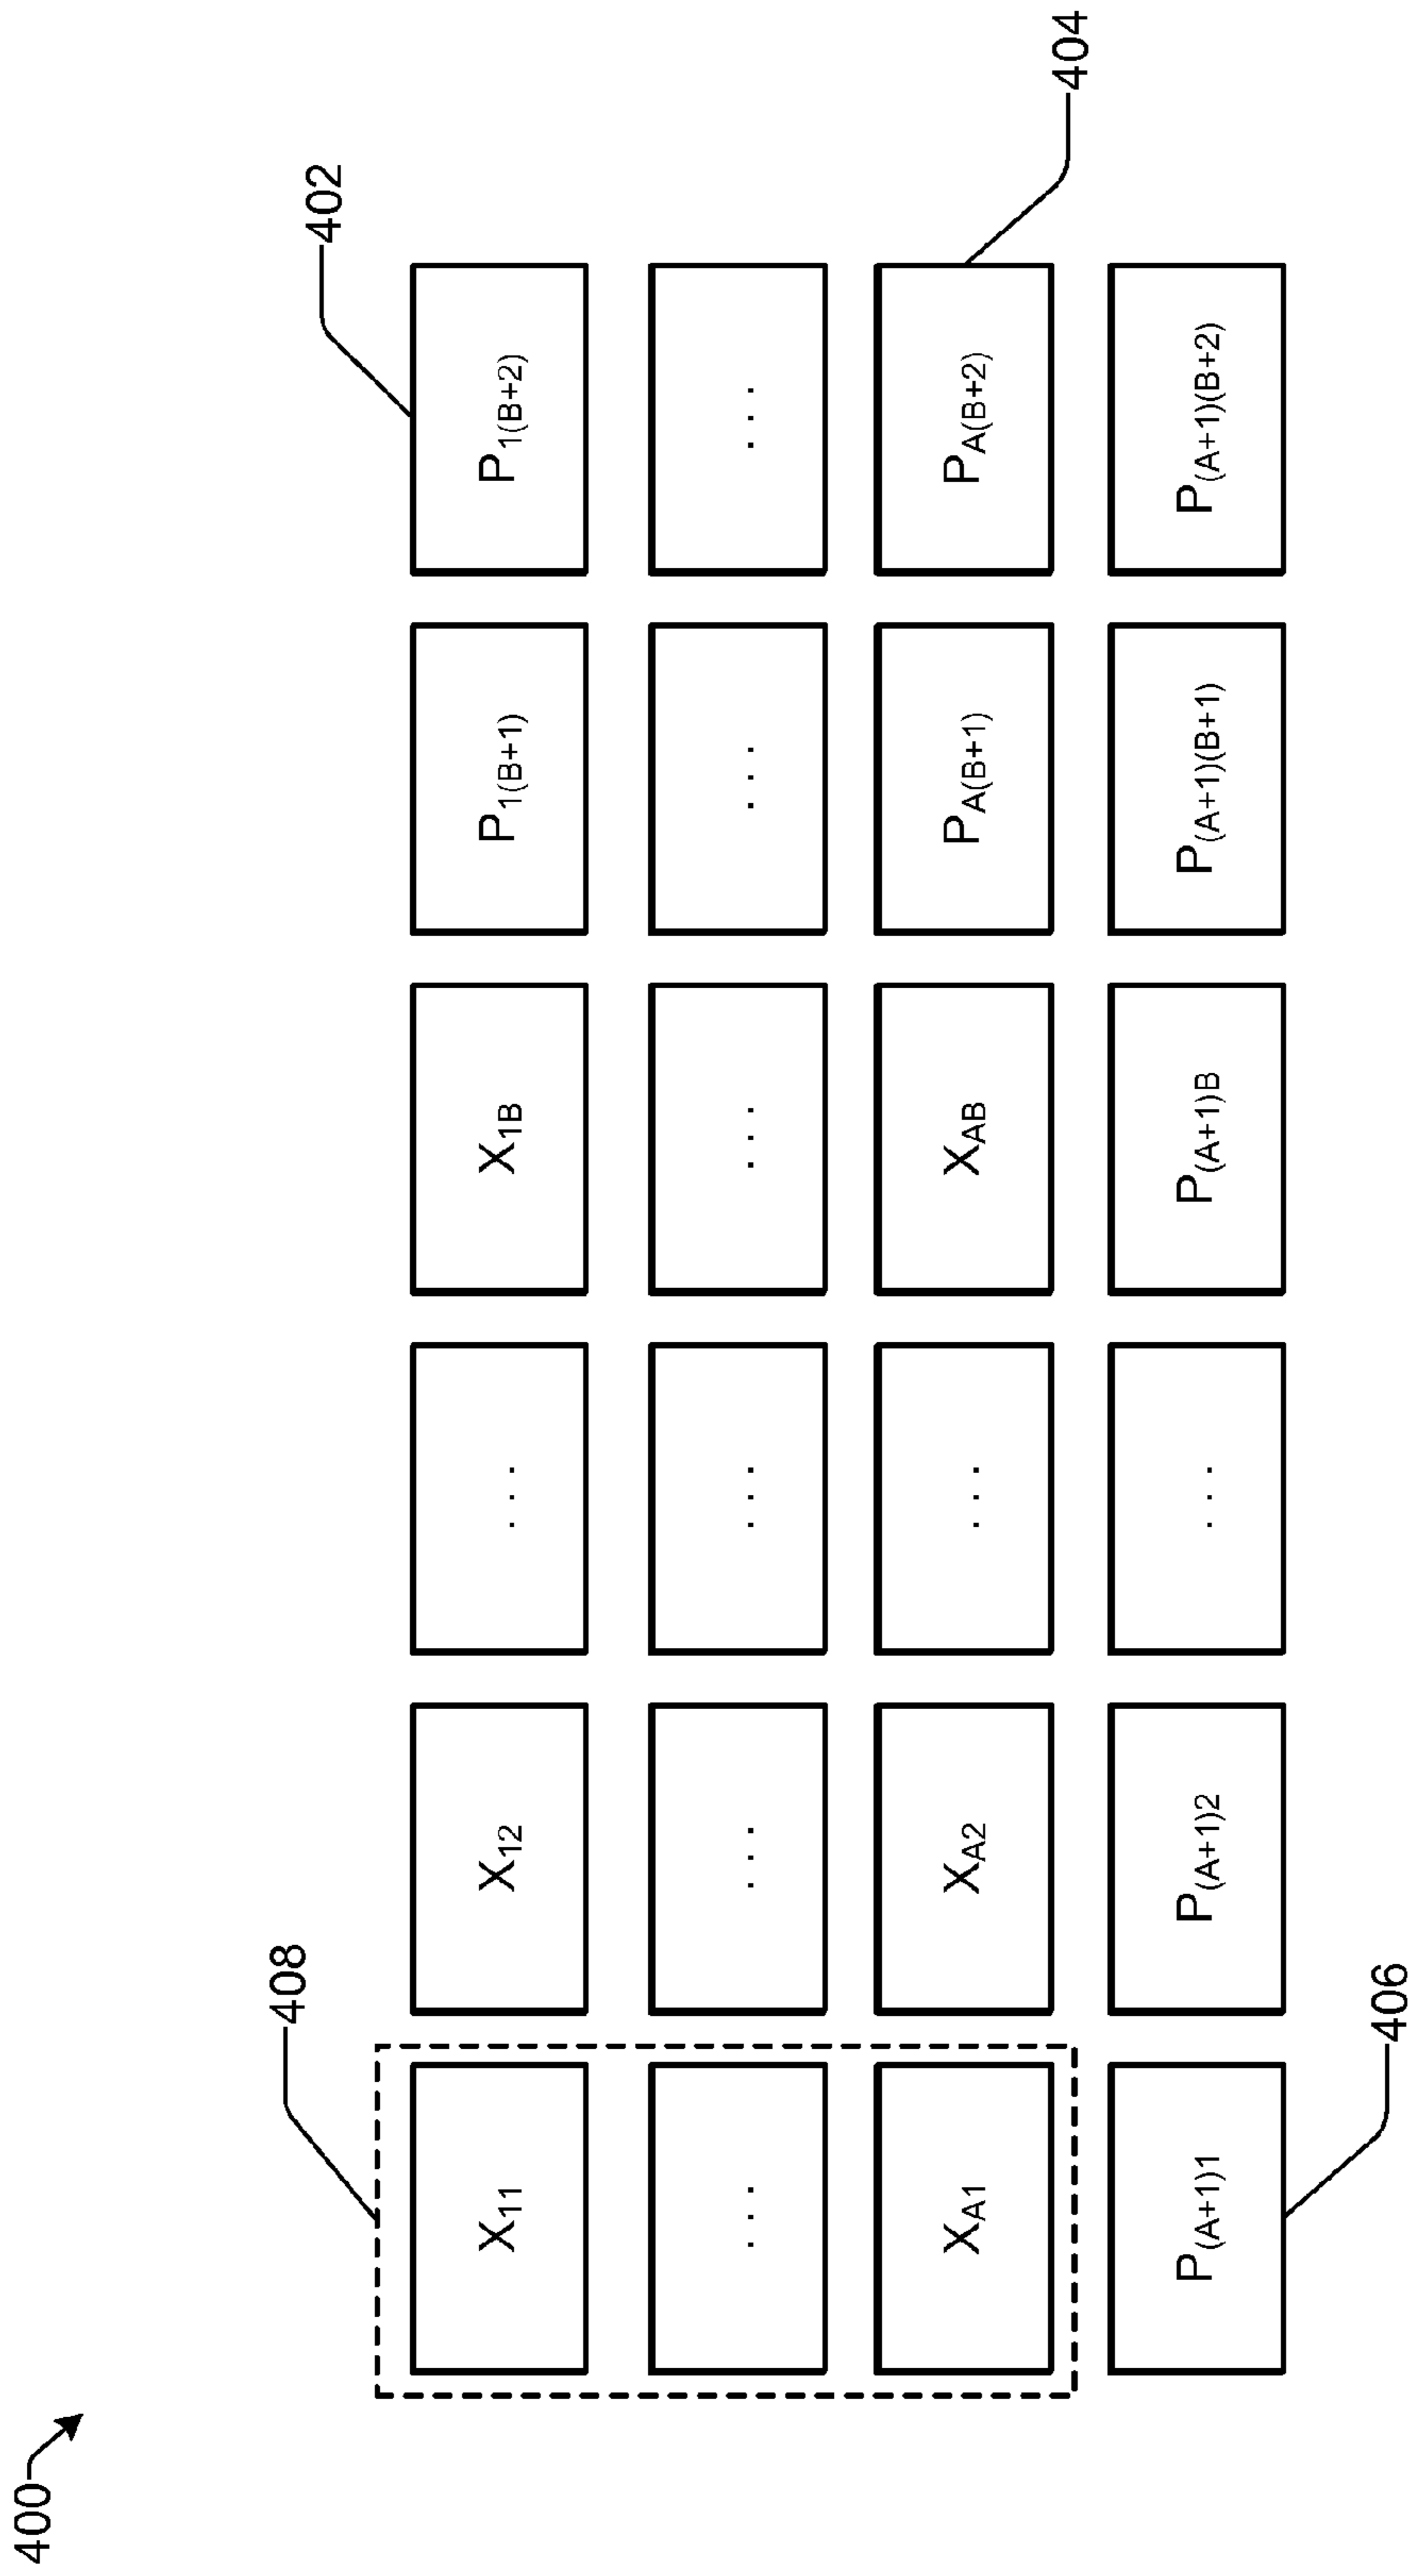 400
408
402
X11 X12 . . . X1B P1(B+1) P1(B+2)
. . . . . . . . . . . . . . . . . .
404
XA1 XA2 . . . XAB PA(B+1) PA(B+2)
P(A+1)1 P(A+1)2 . . . P(A+1)B P(A+1)(B+1) P(A+1)(B+2)
406